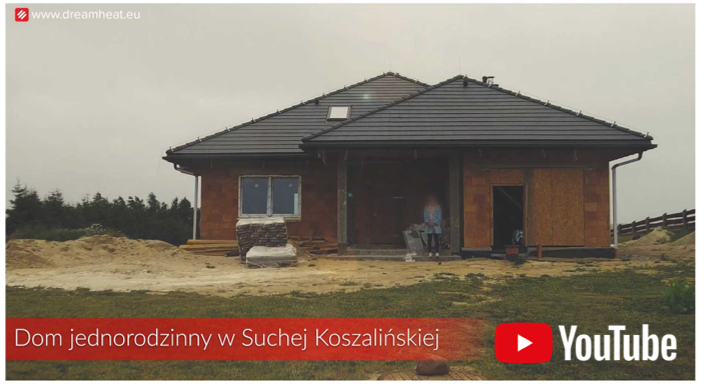 www.dreamheat.eu
Dom jednorodzinny w Suchej Koszalińskiej
YouTube